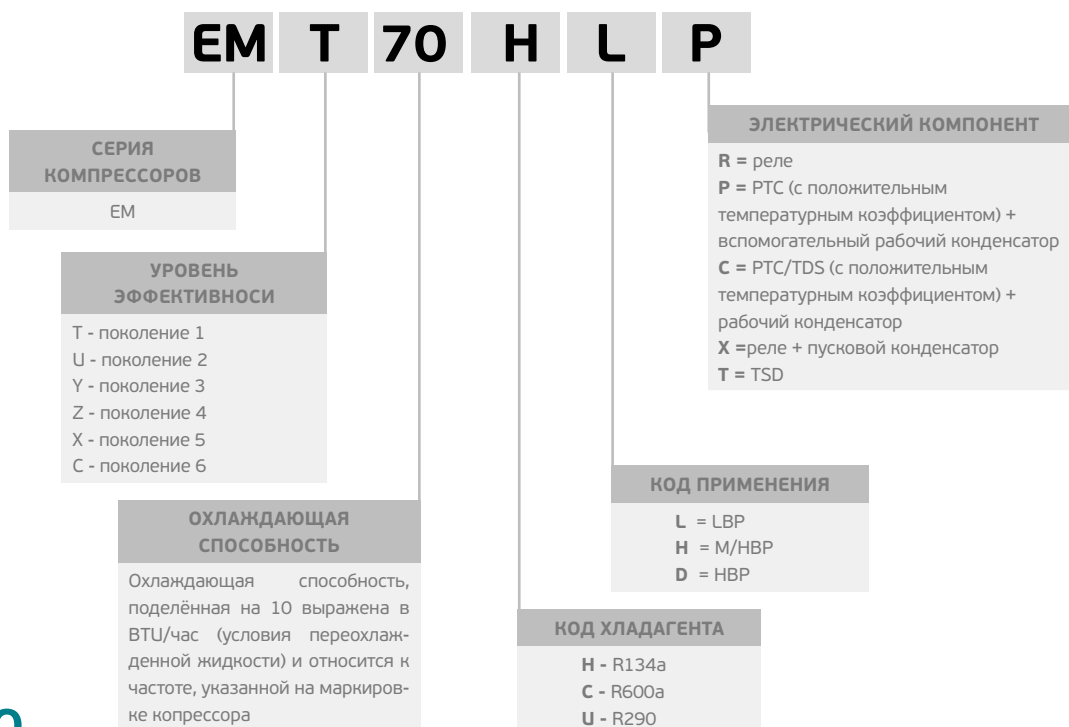 EM T 70 H L P
СЕРИЯ
КОМПРЕССОРОВ
EM
УРОВЕНЬ
ЭФФЕКТИВНОСИ
T - поколение 1
U - поколение 2
Y - поколение 3
Z - поколение 4
X - поколение 5
C - поколение 6
ОХЛАЖДАЮЩАЯ
СПОСОБНОСТЬ
Охлаждающая способность,
поделённая на 10 выражена в
BTU/час (условия переохлаж-
денной жидкости) и относится к
частоте, указанной на маркиров-
ке копрессора
ЭЛЕКТРИЧЕСКИЙ КОМПОНЕНТ
R = реле
P = PTC (с положительным
температурным коэффициентом) +
вспомогательный рабочий конденсатор
C = PTC/TDS (с положительным
температурным коэффициентом) +
рабочий конденсатор
X =реле + пусковой конденсатор
T = TSD
КОД ПРИМЕНЕНИЯ
L = LBP
H = M/HBP
D = HBP
КОД ХЛАДАГЕНТА
H - R134a
C - R600a
U - R290